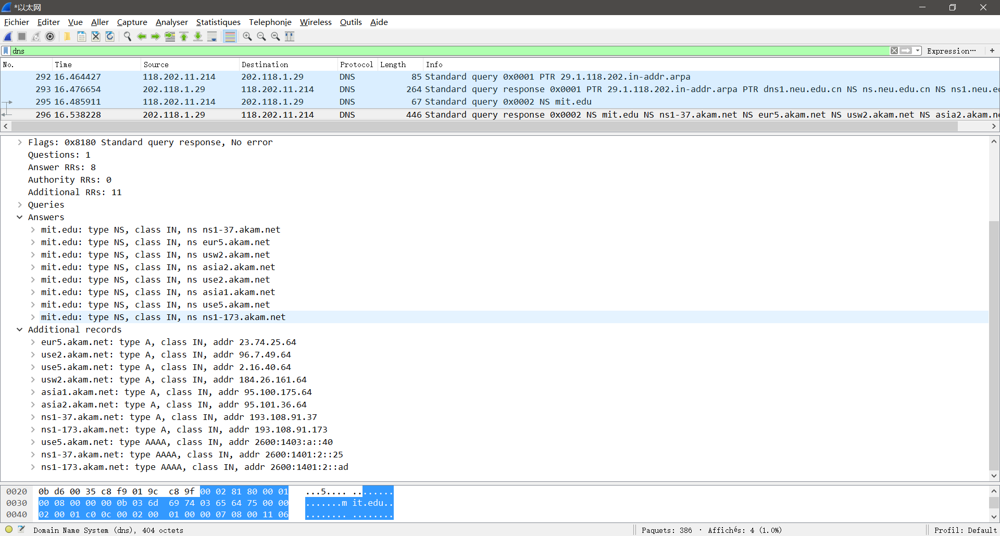 *以太网
Fichier Editer Vue Aller Capture Analyser Statistiques Telephonie Wireless Outils Aide
dns
Expression…
+
No. Time Source Destination Protocol Length Info
292 16.464427 118.202.11.214 202.118.1.29 DNS 85 Standard query 0x0001 PTR 29.1.118.202.in-addr.arpa
293 16.476654 202.118.1.29 118.202.11.214 DNS 264 Standard query response 0x0001 PTR 29.1.118.202.in-addr.arpa PTR dns1.neu.edu.cn NS ns.neu.edu.cn NS ns1.neu.e
295 16.485911 118.202.11.214 202.118.1.29 DNS 67 Standard query 0x0002 NS mit.edu
296 16.538228 202.118.1.29 118.202.11.214 DNS 446 Standard query response 0x0002 NS mit.edu NS ns1-37.akam.net NS eur5.akam.net NS usw2.akam.net NS asia2.akam.n
Flags: 0x8180 Standard query response, No error
Questions: 1
Answer RRs: 8
Authority RRs: 0
Additional RRs: 11
Queries
Answers
mit.edu: type NS, class IN, ns ns1-37.akam.net
mit.edu: type NS, class IN, ns eur5.akam.net
mit.edu: type NS, class IN, ns usw2.akam.net
mit.edu: type NS, class IN, ns asia2.akam.net
mit.edu: type NS, class IN, ns use2.akam.net
mit.edu: type NS, class IN, ns asia1.akam.net
mit.edu: type NS, class IN, ns use5.akam.net
mit.edu: type NS, class IN, ns ns1-173.akam.net
Additional records
eur5.akam.net: type A, class IN, addr 23.74.25.64
use2.akam.net: type A, class IN, addr 96.7.49.64
use5.akam.net: type A, class IN, addr 2.16.40.64
usw2.akam.net: type A, class IN, addr 184.26.161.64
asia1.akam.net: type A, class IN, addr 95.100.175.64
asia2.akam.net: type A, class IN, addr 95.101.36.64
ns1-37.akam.net: type A, class IN, addr 193.108.91.37
ns1-173.akam.net: type A, class IN, addr 193.108.91.173
use5.akam.net: type AAAA, class IN, addr 2600:1403:a::40
ns1-37.akam.net: type AAAA, class IN, addr 2600:1401:2::25
ns1-173.akam.net: type AAAA, class IN, addr 2600:1401:2::ad
0020 0b d6 00 35 c8 f9 01 9c c8 9f 00 02 81 80 00 01 ...5.... ........
0030 00 08 00 00 00 0b 03 6d 69 74 03 65 64 75 00 00 .......m it.edu..
0040 02 00 01 c0 0c 00 02 00 01 00 00 07 08 00 11 06 ........ ........
Domain Name System (dns), 404 octets
Paquets: 386 · Affichés: 4 (1.0%)
Profil: Default